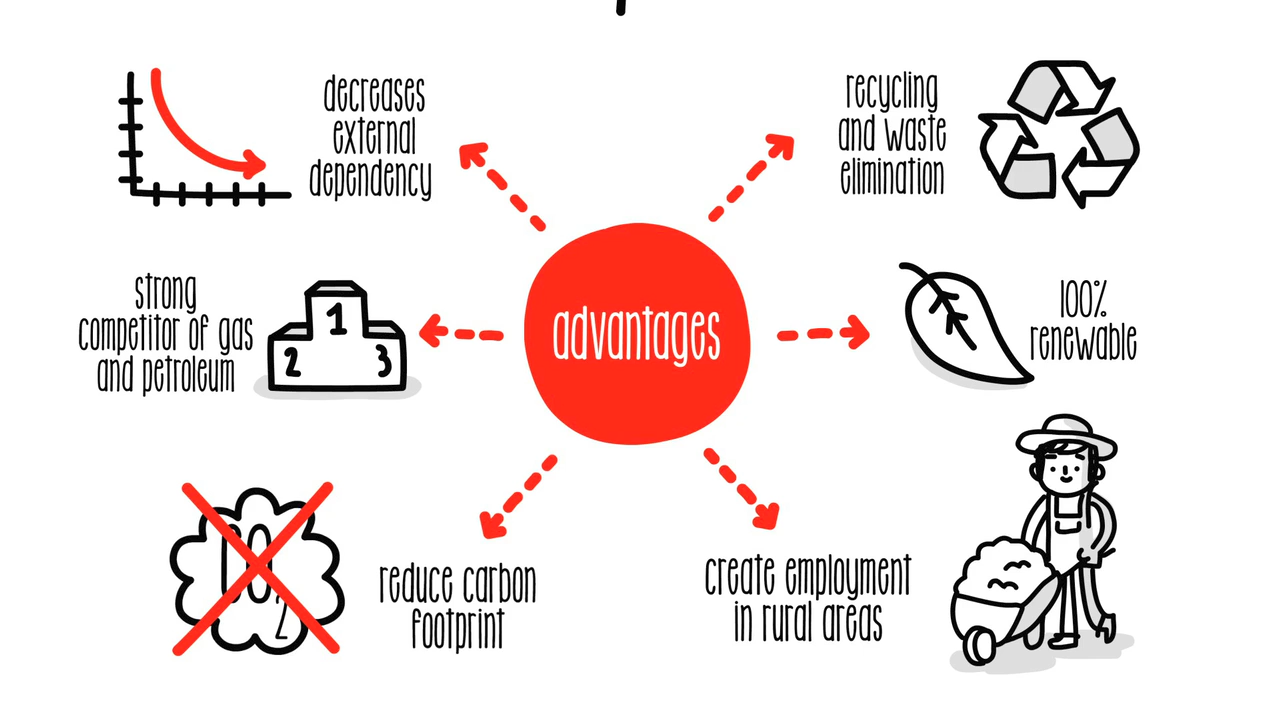 decreases
external
dependency
recycling
and waste
elimination
strong
competitor of gas
and petroleum
1
2
3
advantages
100%
renewable
CO2
reduce carbon
footprint
create employment
in rural areas